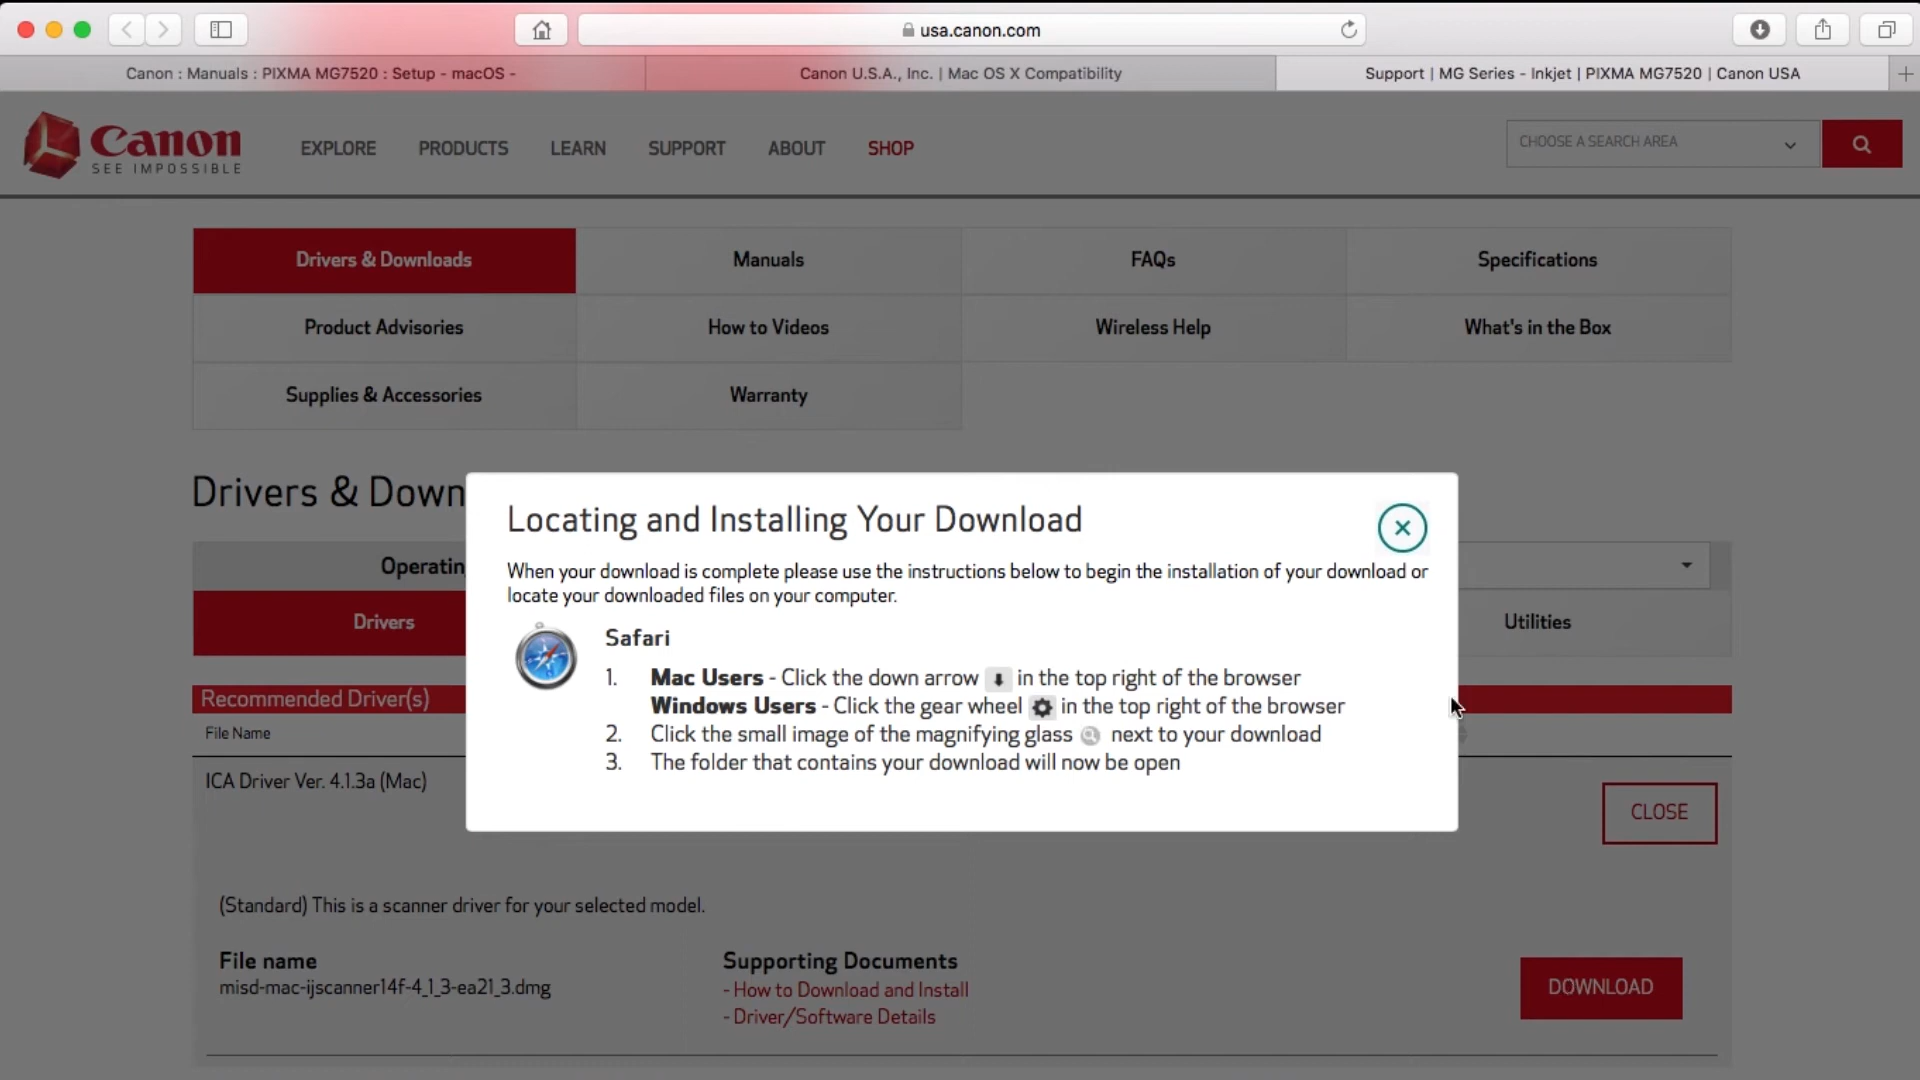 usa.canon.com
Canon : Manuals : PIXMA MG7520 : Setup - macOS -
Canon U.S.A., Inc. | Mac OS X Compatibility
Support | MG Series - Inkjet | PIXMA MG7520 | Canon USA
Canon
SEE IMPOSSIBLE
EXPLORE
PRODUCTS
LEARN
SUPPORT
ABOUT
SHOP
CHOOSE A SEARCH AREA
Drivers & Downloads
Manuals
FAQs
Specifications
Product Advisories
How to Videos
Wireless Help
What's in the Box
Supplies & Accessories
Warranty
Drivers & Down
Operatin
Drivers
Utilities
Locating and Installing Your Download
When your download is complete please use the instructions below to begin the installation of your download or
locate your downloaded files on your computer.
Safari
1. Mac Users - Click the down arrow in the top right of the browser
Windows Users - Click the gear wheel in the top right of the browser
2. Click the small image of the magnifying glass next to your download
3. The folder that contains your download will now be open
Recommended Driver(s)
File Name
ICA Driver Ver. 4.1.3a (Mac)
CLOSE
(Standard) This is a scanner driver for your selected model.
File name
misd-mac-ijscanner14f-4_1_3-ea21_3.dmg
Supporting Documents
- How to Download and Install
- Driver/Software Details
DOWNLOAD